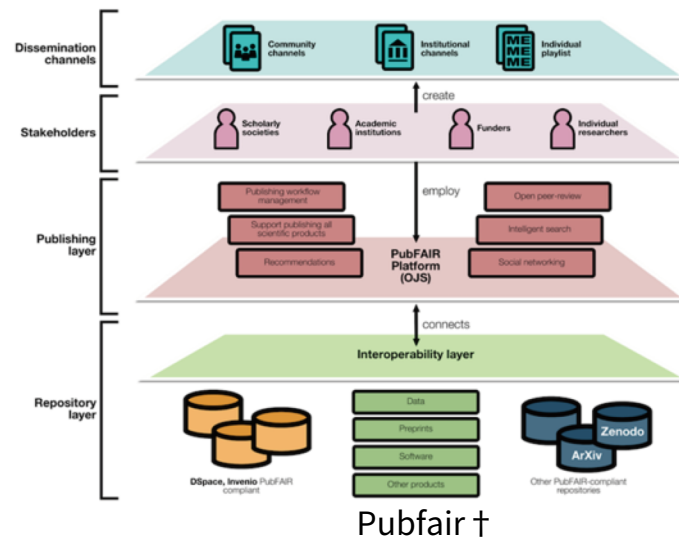 Dissemination
channels
Community
channels
Institutional
channels
ME
ME
ME
Individual
playlist
create
Stakeholders
Scholarly
societies
Academic
institutions
Funders
Individual
researchers
employ
Publishing
layer
Publishing workflow
management
Support publishing all
scientific products
Recommendations
PubFAIR
Platform
(OJS)
Open peer-review
Intelligent search
Social networking
connects
Interoperability layer
Repository
layer
DSpace, Invenio PubFAIR
compliant
Data
Preprints
Software
Other products
Zenodo
ArXiv
Other PubFAIR-compliant
repositories
Pubfair †